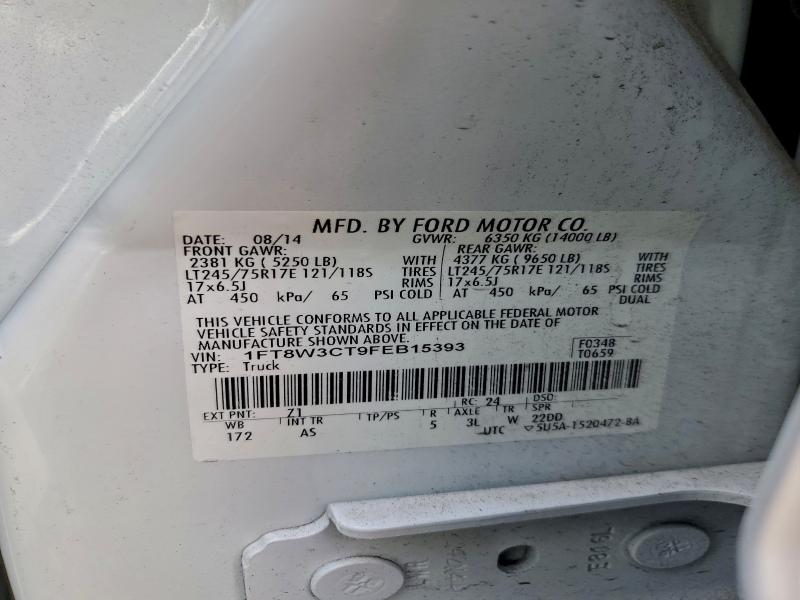 MFD. BY FORD MOTOR CO.
DATE: 08/14 GVWR: 6350 KG (14000 LB)
FRONT GAWR: REAR GAWR:
2381 KG ( 5250 LB) WITH 4377 KG ( 9650 LB) WITH
LT245/75R17E 121/118S TIRES LT245/75R17E 121/118S TIRES
17x6.5J RIMS 17x6.5J RIMS
AT 450 kPa/ 65 PSI COLD AT 450 kPa/ 65 PSI COLD
DUAL
THIS VEHICLE CONFORMS TO ALL APPLICABLE FEDERAL MOTOR
VEHICLE SAFETY STANDARDS IN EFFECT ON THE DATE OF
MANUFACTURE SHOWN ABOVE.
VIN: 1FT8W3CT9FEB15393 F0348
TYPE: Truck T0659
RC: 24 DSO:
EXT PNT: Z1
WB INT TR TP/PS R AXLE TR SPR
172 AS 5 3L W 22DD
UTC ▽5U5A-1520472-8A